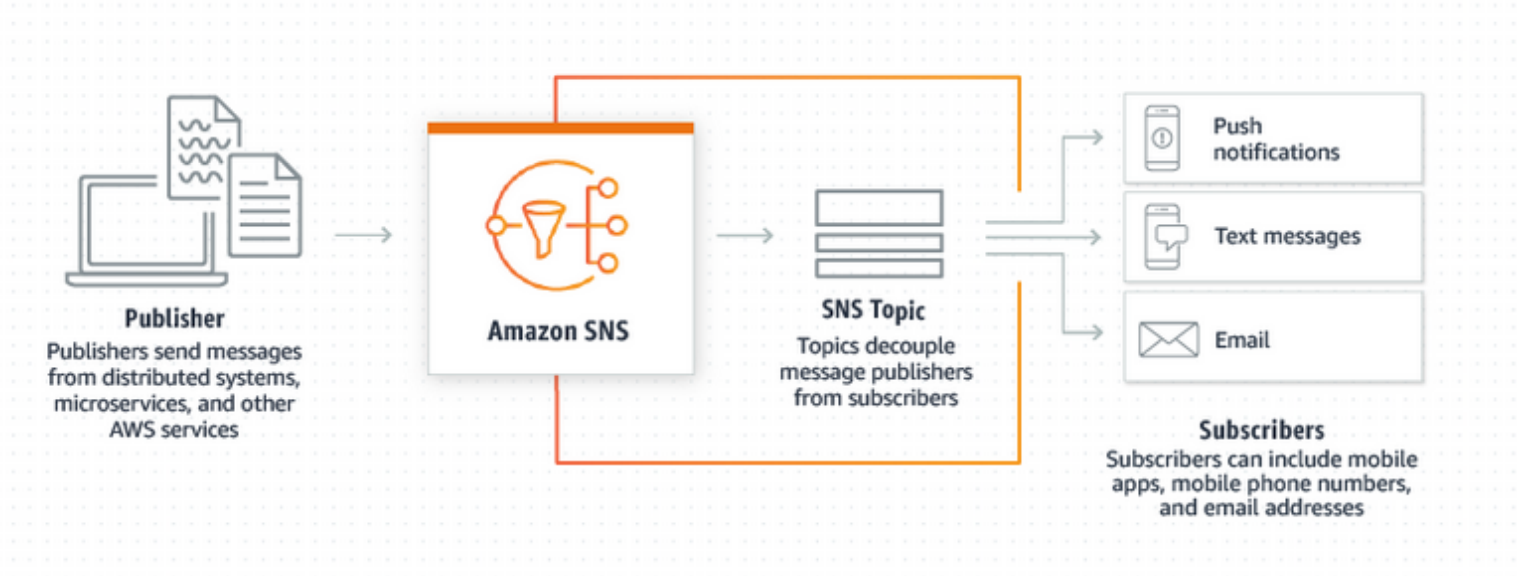 Publisher
Publishers send messages
from distributed systems,
microservices, and other
AWS services
Amazon SNS
SNS Topic
Topics decouple
message publishers
from subscribers
Push
notifications
Text messages
Email
Subscribers
Subscribers can include mobile
apps, mobile phone numbers,
and email addresses